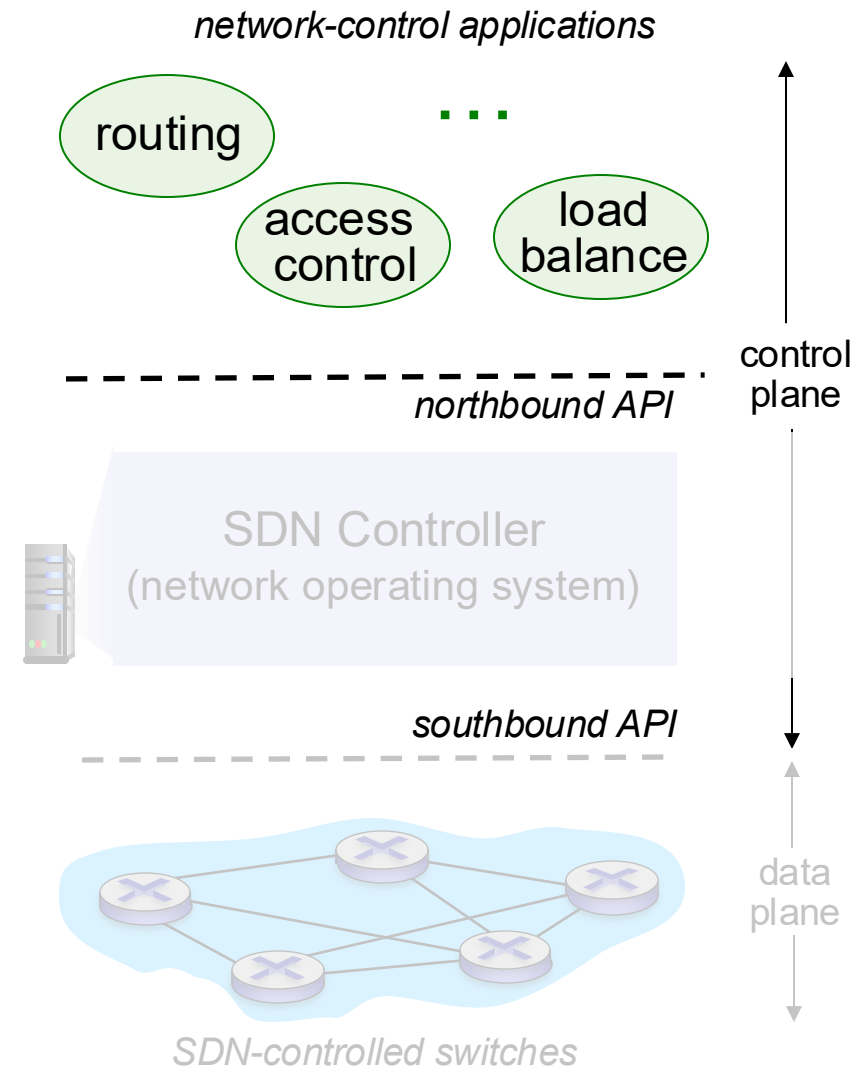 network-control applications
routing
...
access
control
load
balance
control
plane
northbound API
SDN Controller
(network operating system)
southbound API
data
plane
SDN-controlled switches